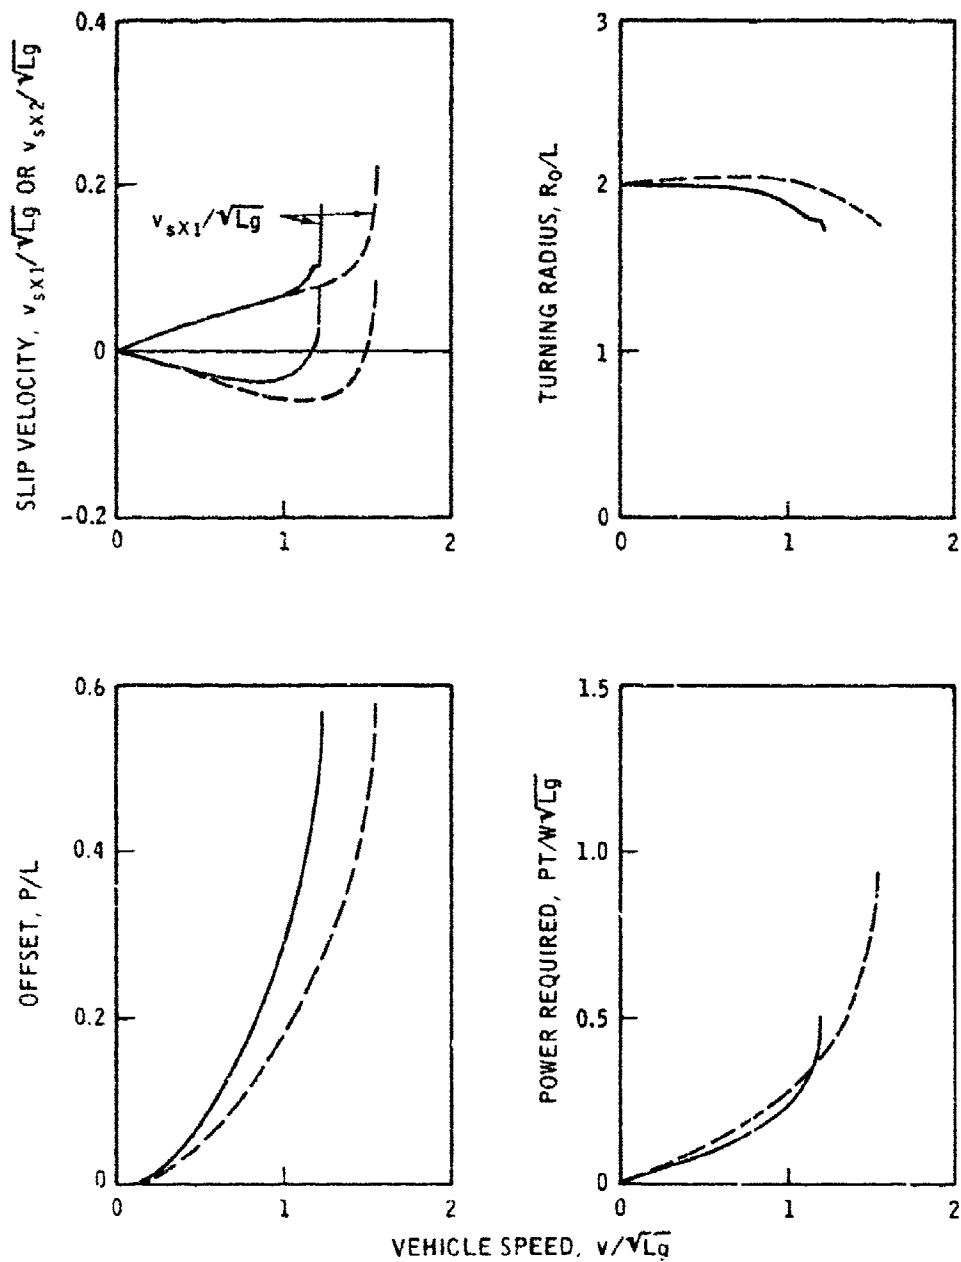 SLIP VELOCITY, v_sX1/√Lg OR v_sX2/√Lg
0.4
0.2
0
-0.2
v_sX1/√Lg
0 1 2
TURNING RADIUS, R_0/L
3
2
1
0
0 1 2
OFFSET, P/L
0.6
0.4
0.2
0
0 1 2
POWER REQUIRED, PT/W√Lg
1.5
1.0
0.5
0
0 1 2
VEHICLE SPEED, v/√Lg